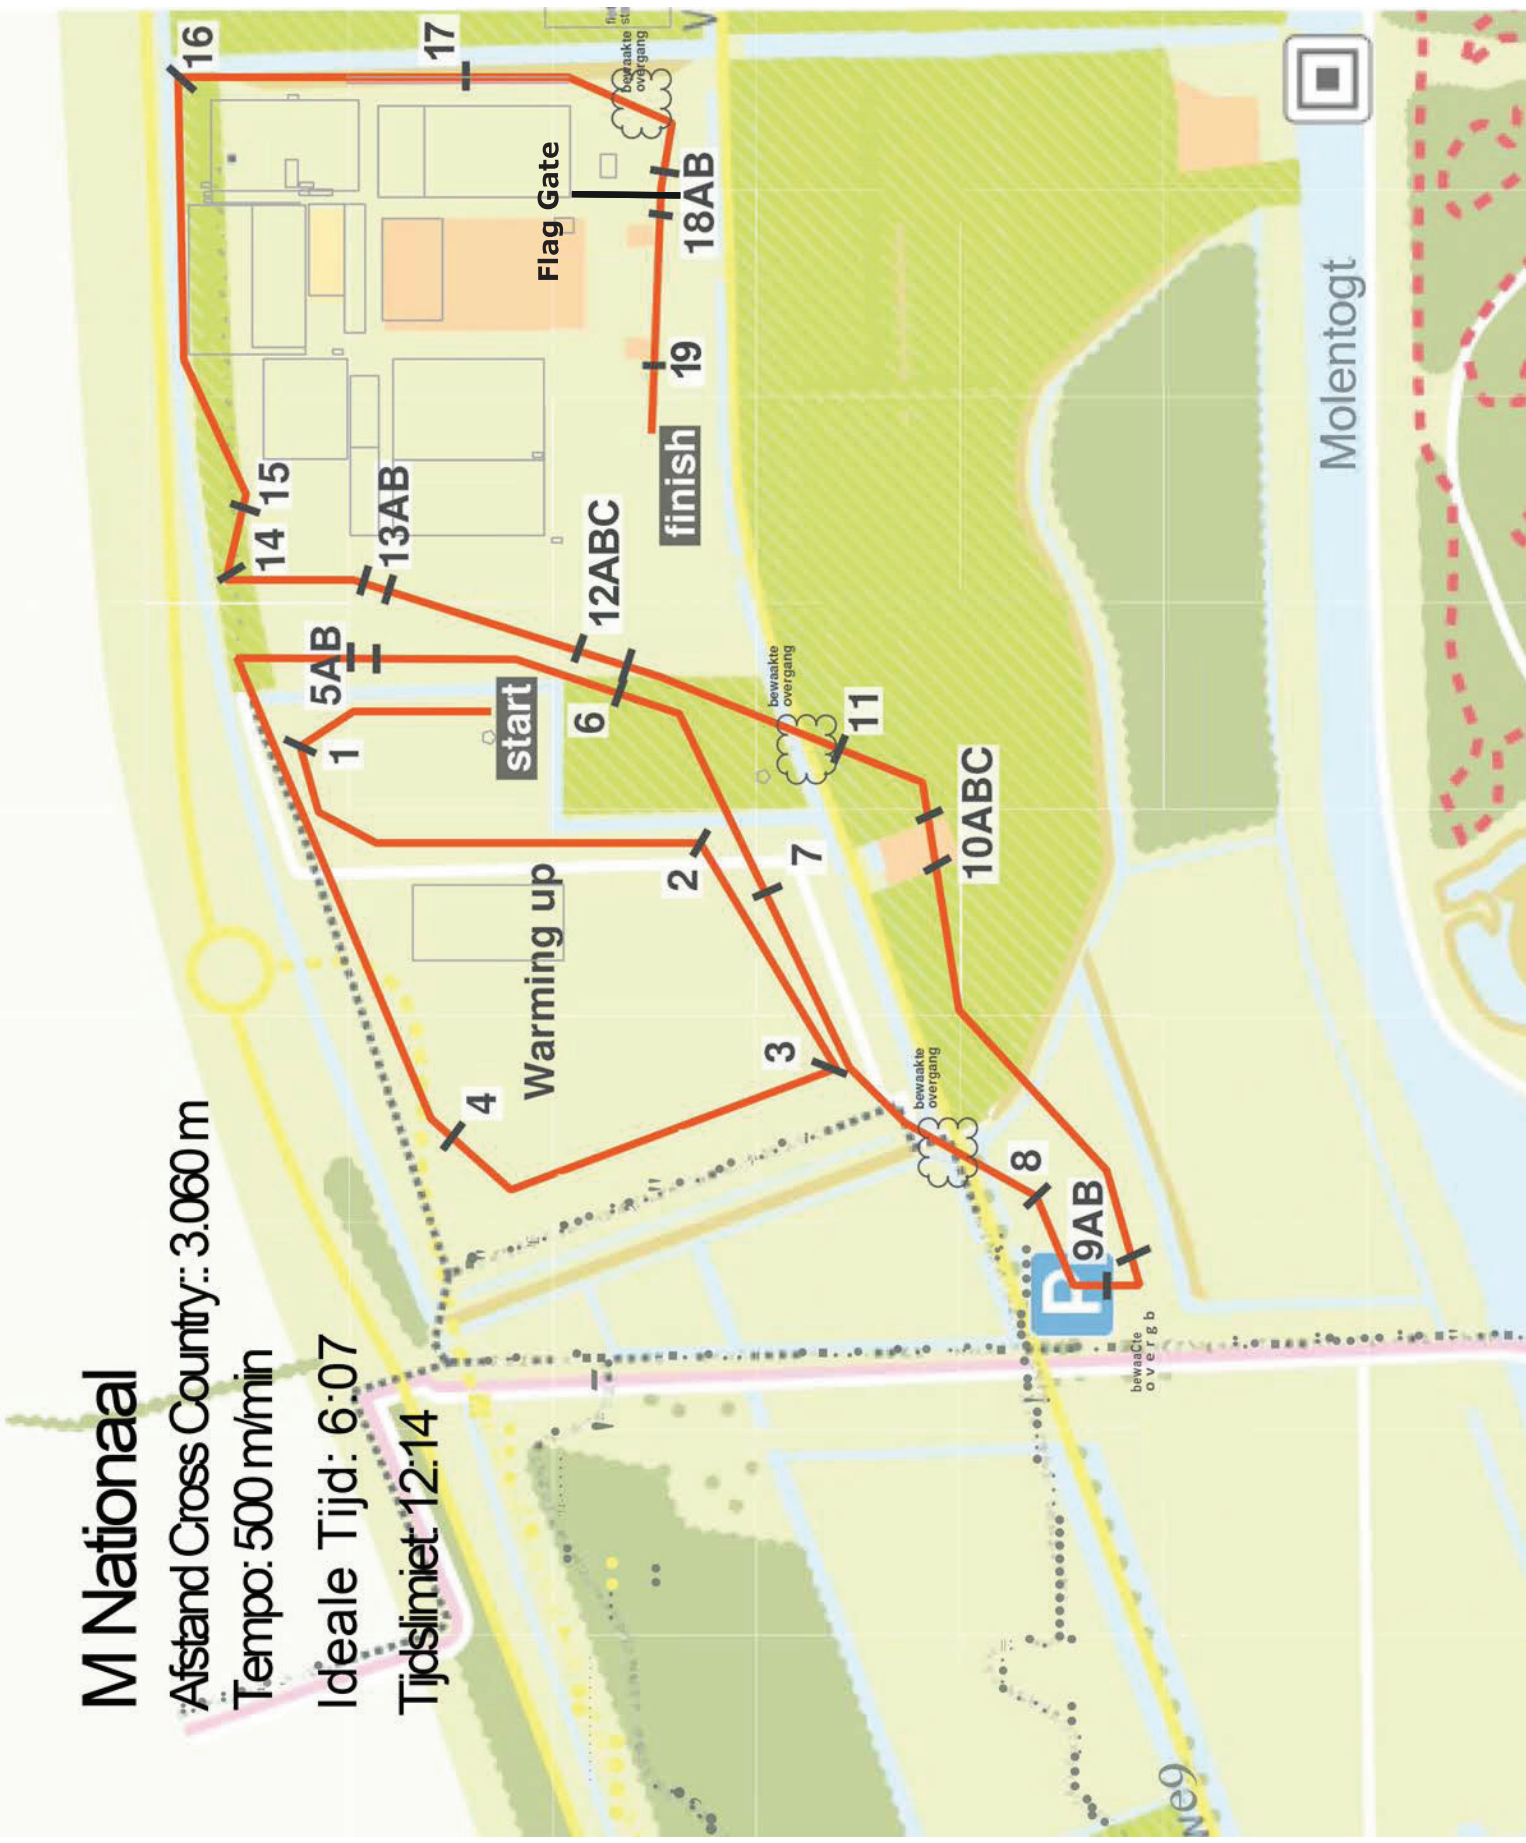 M Nationaal
Afstand Cross Country:: 3.060 m
Tempo: 500 m/min
Ideale Tijd: 6:07
Tijdslimiet: 12:14
16
17
bewaakte
overgang
Flag Gate
18AB
19
finish
15
14
13AB
12ABC
5AB
start
6
1
bewaakte
overgang
11
10ABC
2
7
Warming up
3
4
bewaakte
overgang
8
9AB
P
bewaaCte
overgb
Molentogt